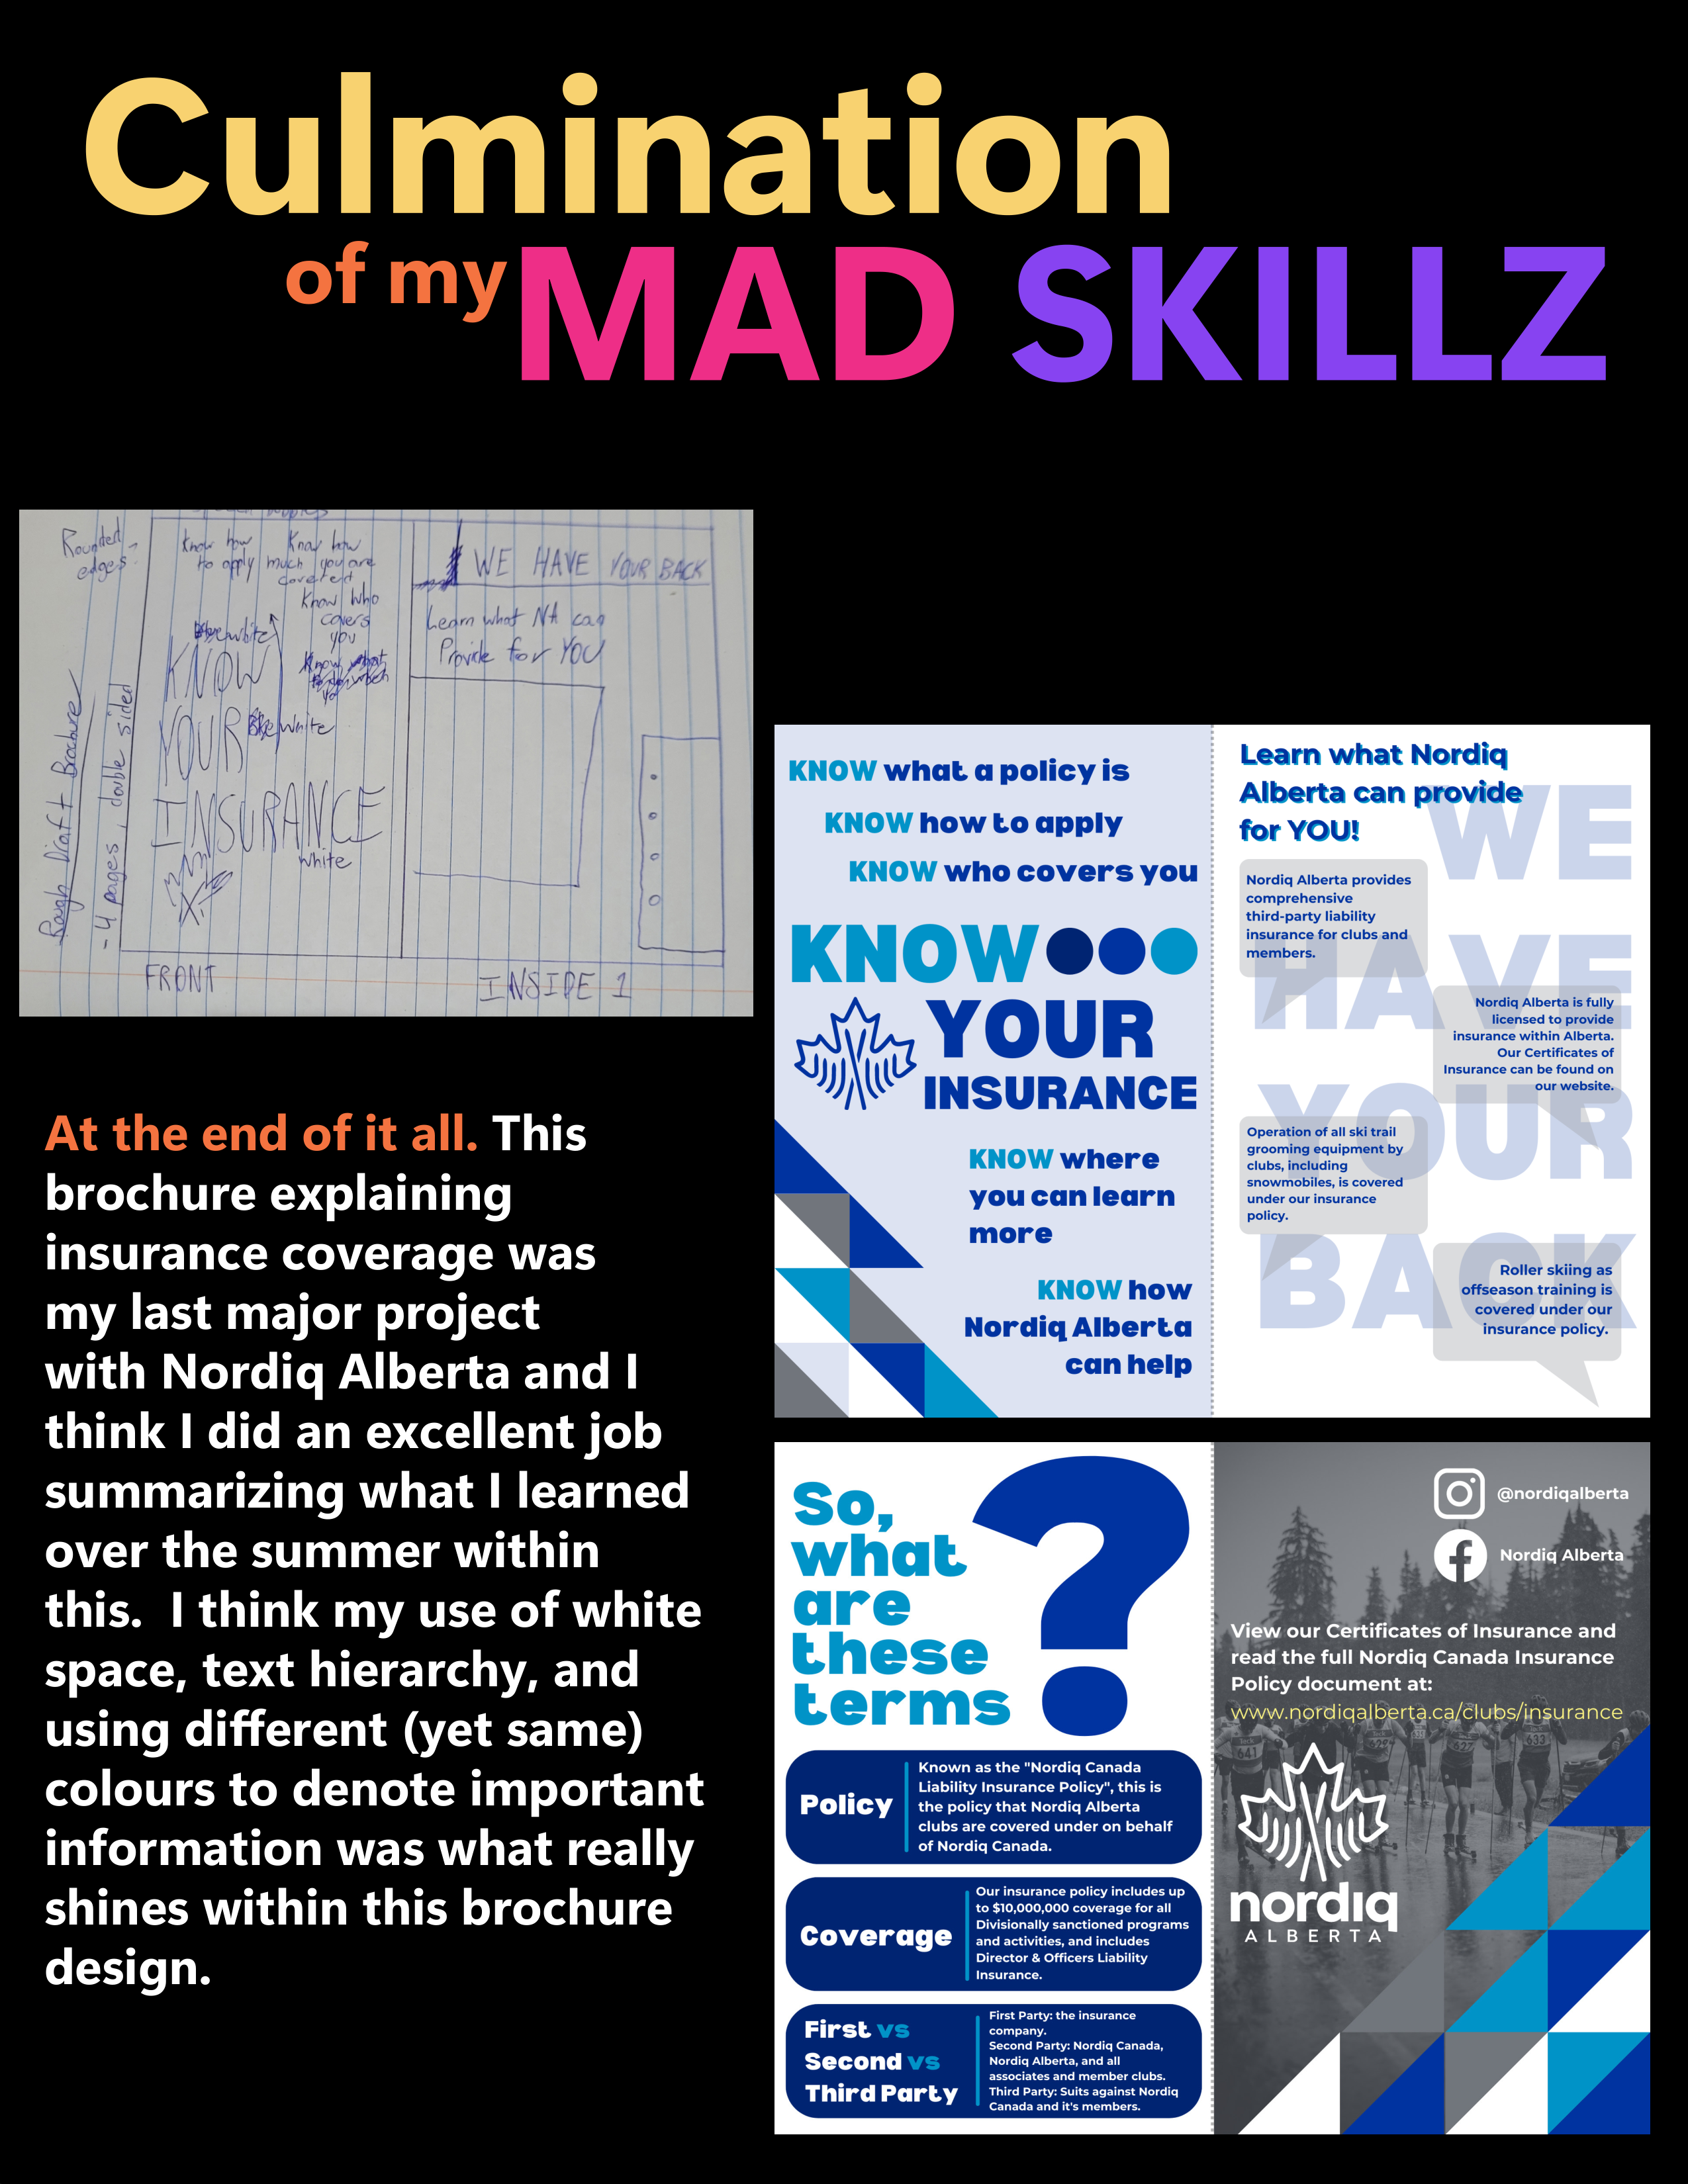 Culmination
of my MAD SKILLZ
Rounted
edges.
Know how
to apply
Know how
much you are
covered
Know who
covers
you
white
KNOW
YOUR
white
INSURANCE
white
Rough Draft Brochure
- 4 pages, double sided
FRONT
WE HAVE YOUR BACK
Learn what NA can
Provide for YOU
INSIDE 1
At the end of it all. This
brochure explaining
insurance coverage was
my last major project
with Nordiq Alberta and I
think I did an excellent job
summarizing what I learned
over the summer within
this.  I think my use of white
space, text hierarchy, and
using different (yet same)
colours to denote important
information was what really
shines within this brochure
design.
KNOW what a policy is
KNOW how to apply
KNOW who covers you
KNOW
YOUR
INSURANCE
KNOW where
you can learn
more
KNOW how
Nordiq Alberta
can help
Learn what Nordiq
Alberta can provide
for YOU!
WE
HAVE
YOUR
BACK
Nordiq Alberta provides
comprehensive
third-party liability
insurance for clubs and
members.
Nordiq Alberta is fully
licensed to provide
insurance within Alberta.
Our Certificates of
Insurance can be found on
our website.
Operation of all ski trail
grooming equipment by
clubs, including
snowmobiles, is covered
under our insurance
policy.
Roller skiing as
offseason training is
covered under our
insurance policy.
So,
what
are
these
terms
?
Policy
Known as the "Nordiq Canada
Liability Insurance Policy", this is
the policy that Nordiq Alberta
clubs are covered under on behalf
of Nordiq Canada.
Coverage
Our insurance policy includes up
to $10,000,000 coverage for all
Divisionally sanctioned programs
and activities, and includes
Director & Officers Liability
Insurance.
First vs
Second vs
Third Party
First Party: the insurance
company.
Second Party: Nordiq Canada,
Nordiq Alberta, and all
associates and member clubs.
Third Party: Suits against Nordiq
Canada and it's members.
@nordiqalberta
Nordiq Alberta
View our Certificates of Insurance and
read the full Nordiq Canada Insurance
Policy document at:
www.nordiqalberta.ca/clubs/insurance
641
631
627
633
nordiq
ALBERTA